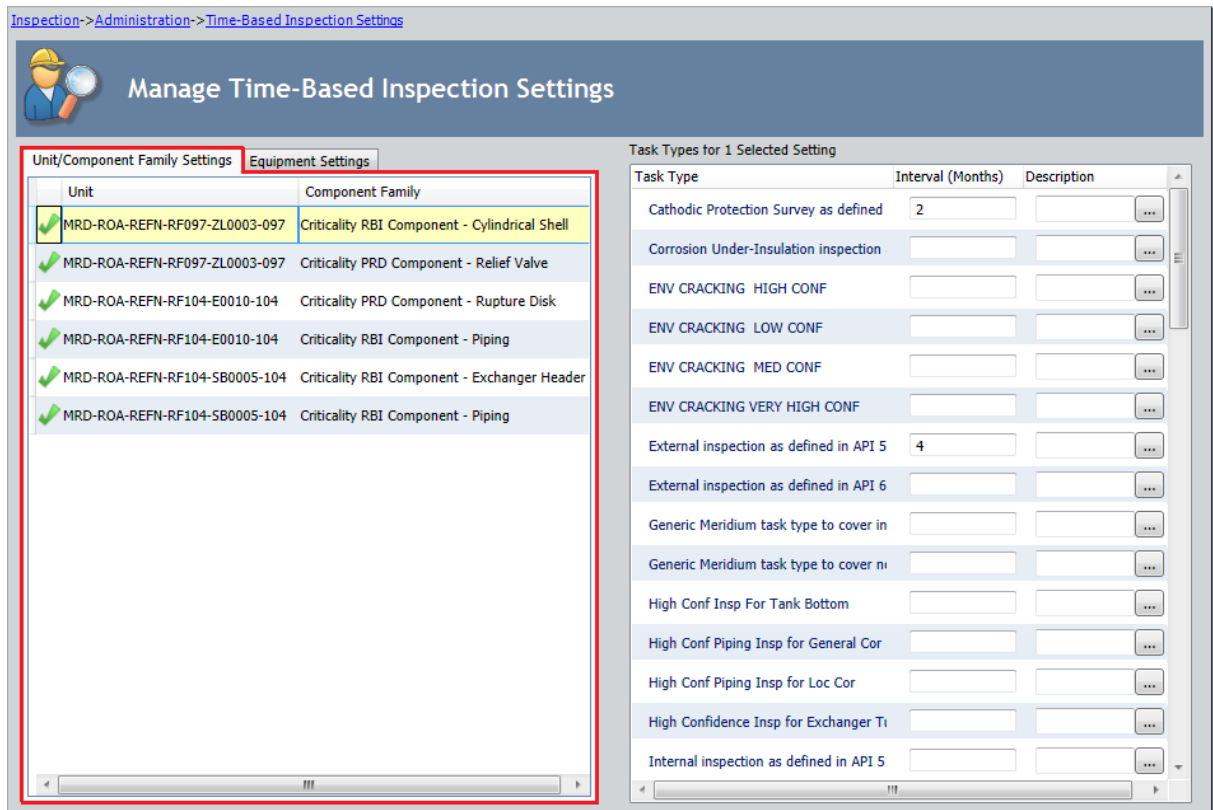 Inspection->Administration->Time-Based Inspection Settings
Manage Time-Based Inspection Settings
Unit/Component Family Settings
Equipment Settings
Unit Component Family
MRD-ROA-REFN-RF097-ZL0003-097 Criticality RBI Component - Cylindrical Shell
MRD-ROA-REFN-RF097-ZL0003-097 Criticality PRD Component - Relief Valve
MRD-ROA-REFN-RF104-E0010-104 Criticality PRD Component - Rupture Disk
MRD-ROA-REFN-RF104-E0010-104 Criticality RBI Component - Piping
MRD-ROA-REFN-RF104-SB0005-104 Criticality RBI Component - Exchanger Header
MRD-ROA-REFN-RF104-SB0005-104 Criticality RBI Component - Piping
Task Types for 1 Selected Setting
Task Type Interval (Months) Description
Cathodic Protection Survey as defined 2 ...
Corrosion Under-Insulation inspection ...
ENV CRACKING  HIGH CONF ...
ENV CRACKING  LOW CONF ...
ENV CRACKING  MED CONF ...
ENV CRACKING VERY HIGH CONF ...
External inspection as defined in API 5 4 ...
External inspection as defined in API 6 ...
Generic Meridium task type to cover in ...
Generic Meridium task type to cover ...
High Conf Insp For Tank Bottom ...
High Conf Piping Insp for General Cor ...
High Conf Piping Insp for Loc Cor ...
High Confidence Insp for Exchanger ...
Internal inspection as defined in API 5 ...